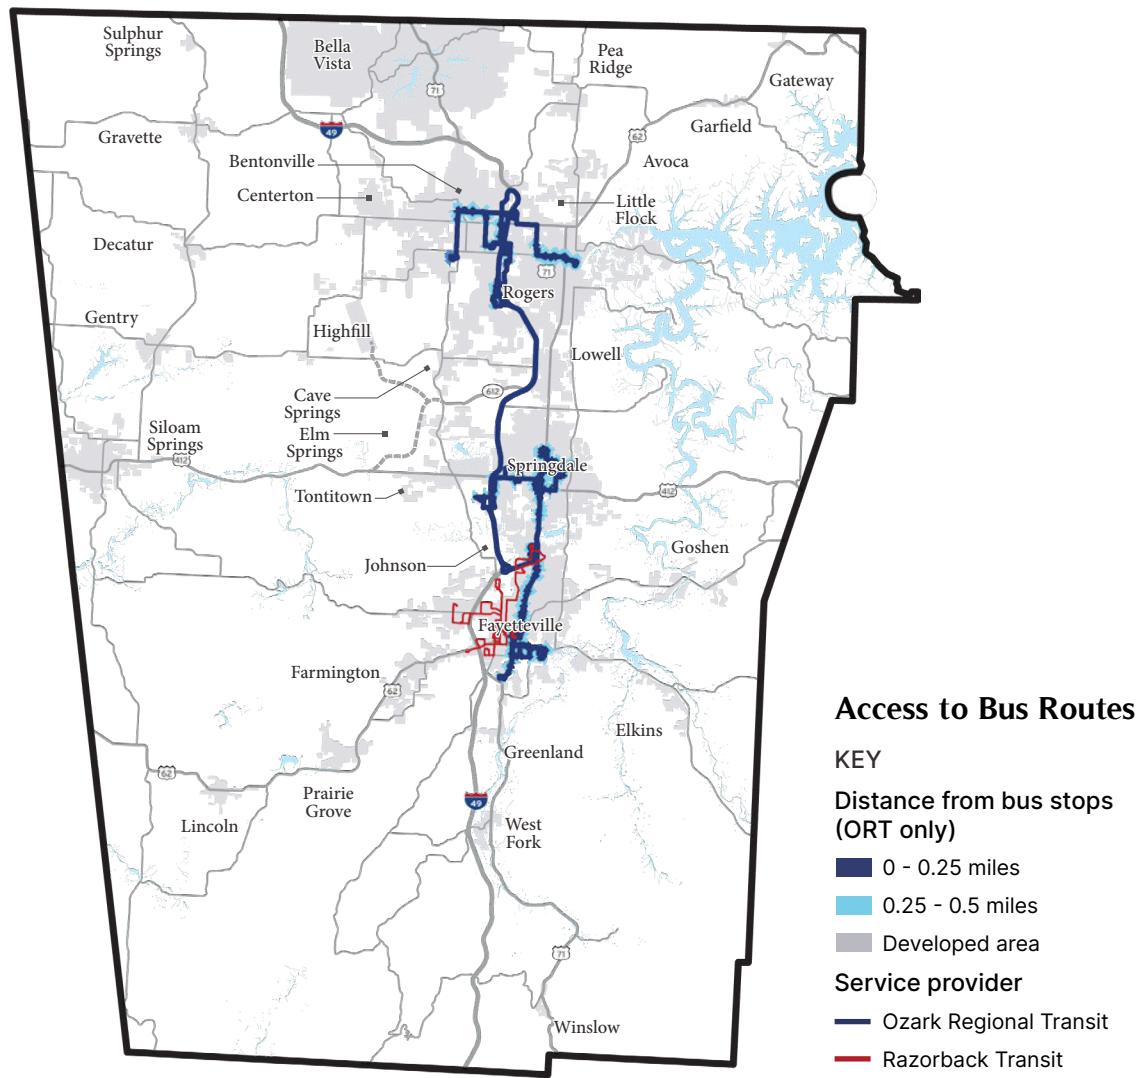 Sulphur
Springs
Bella
Vista
Pea
Ridge
71
Gateway
Gravette
49
62
Garfield
Bentonville
Avoca
Centerton
Little
Flock
Decatur
71
Rogers
Gentry
Highfill
Lowell
Cave
Springs
612
Elm
Springs
Siloam
Springs
412
Springdale
Tontitown
412
Johnson
Goshen
Fayetteville
Farmington
62
Elkins
Greenland
62
Prairie
Grove
49
Lincoln
West
Fork
71
Winslow
Access to Bus Routes
KEY
Distance from bus stops
(ORT only)
0 - 0.25 miles
0.25 - 0.5 miles
Developed area
Service provider
Ozark Regional Transit
Razorback Transit